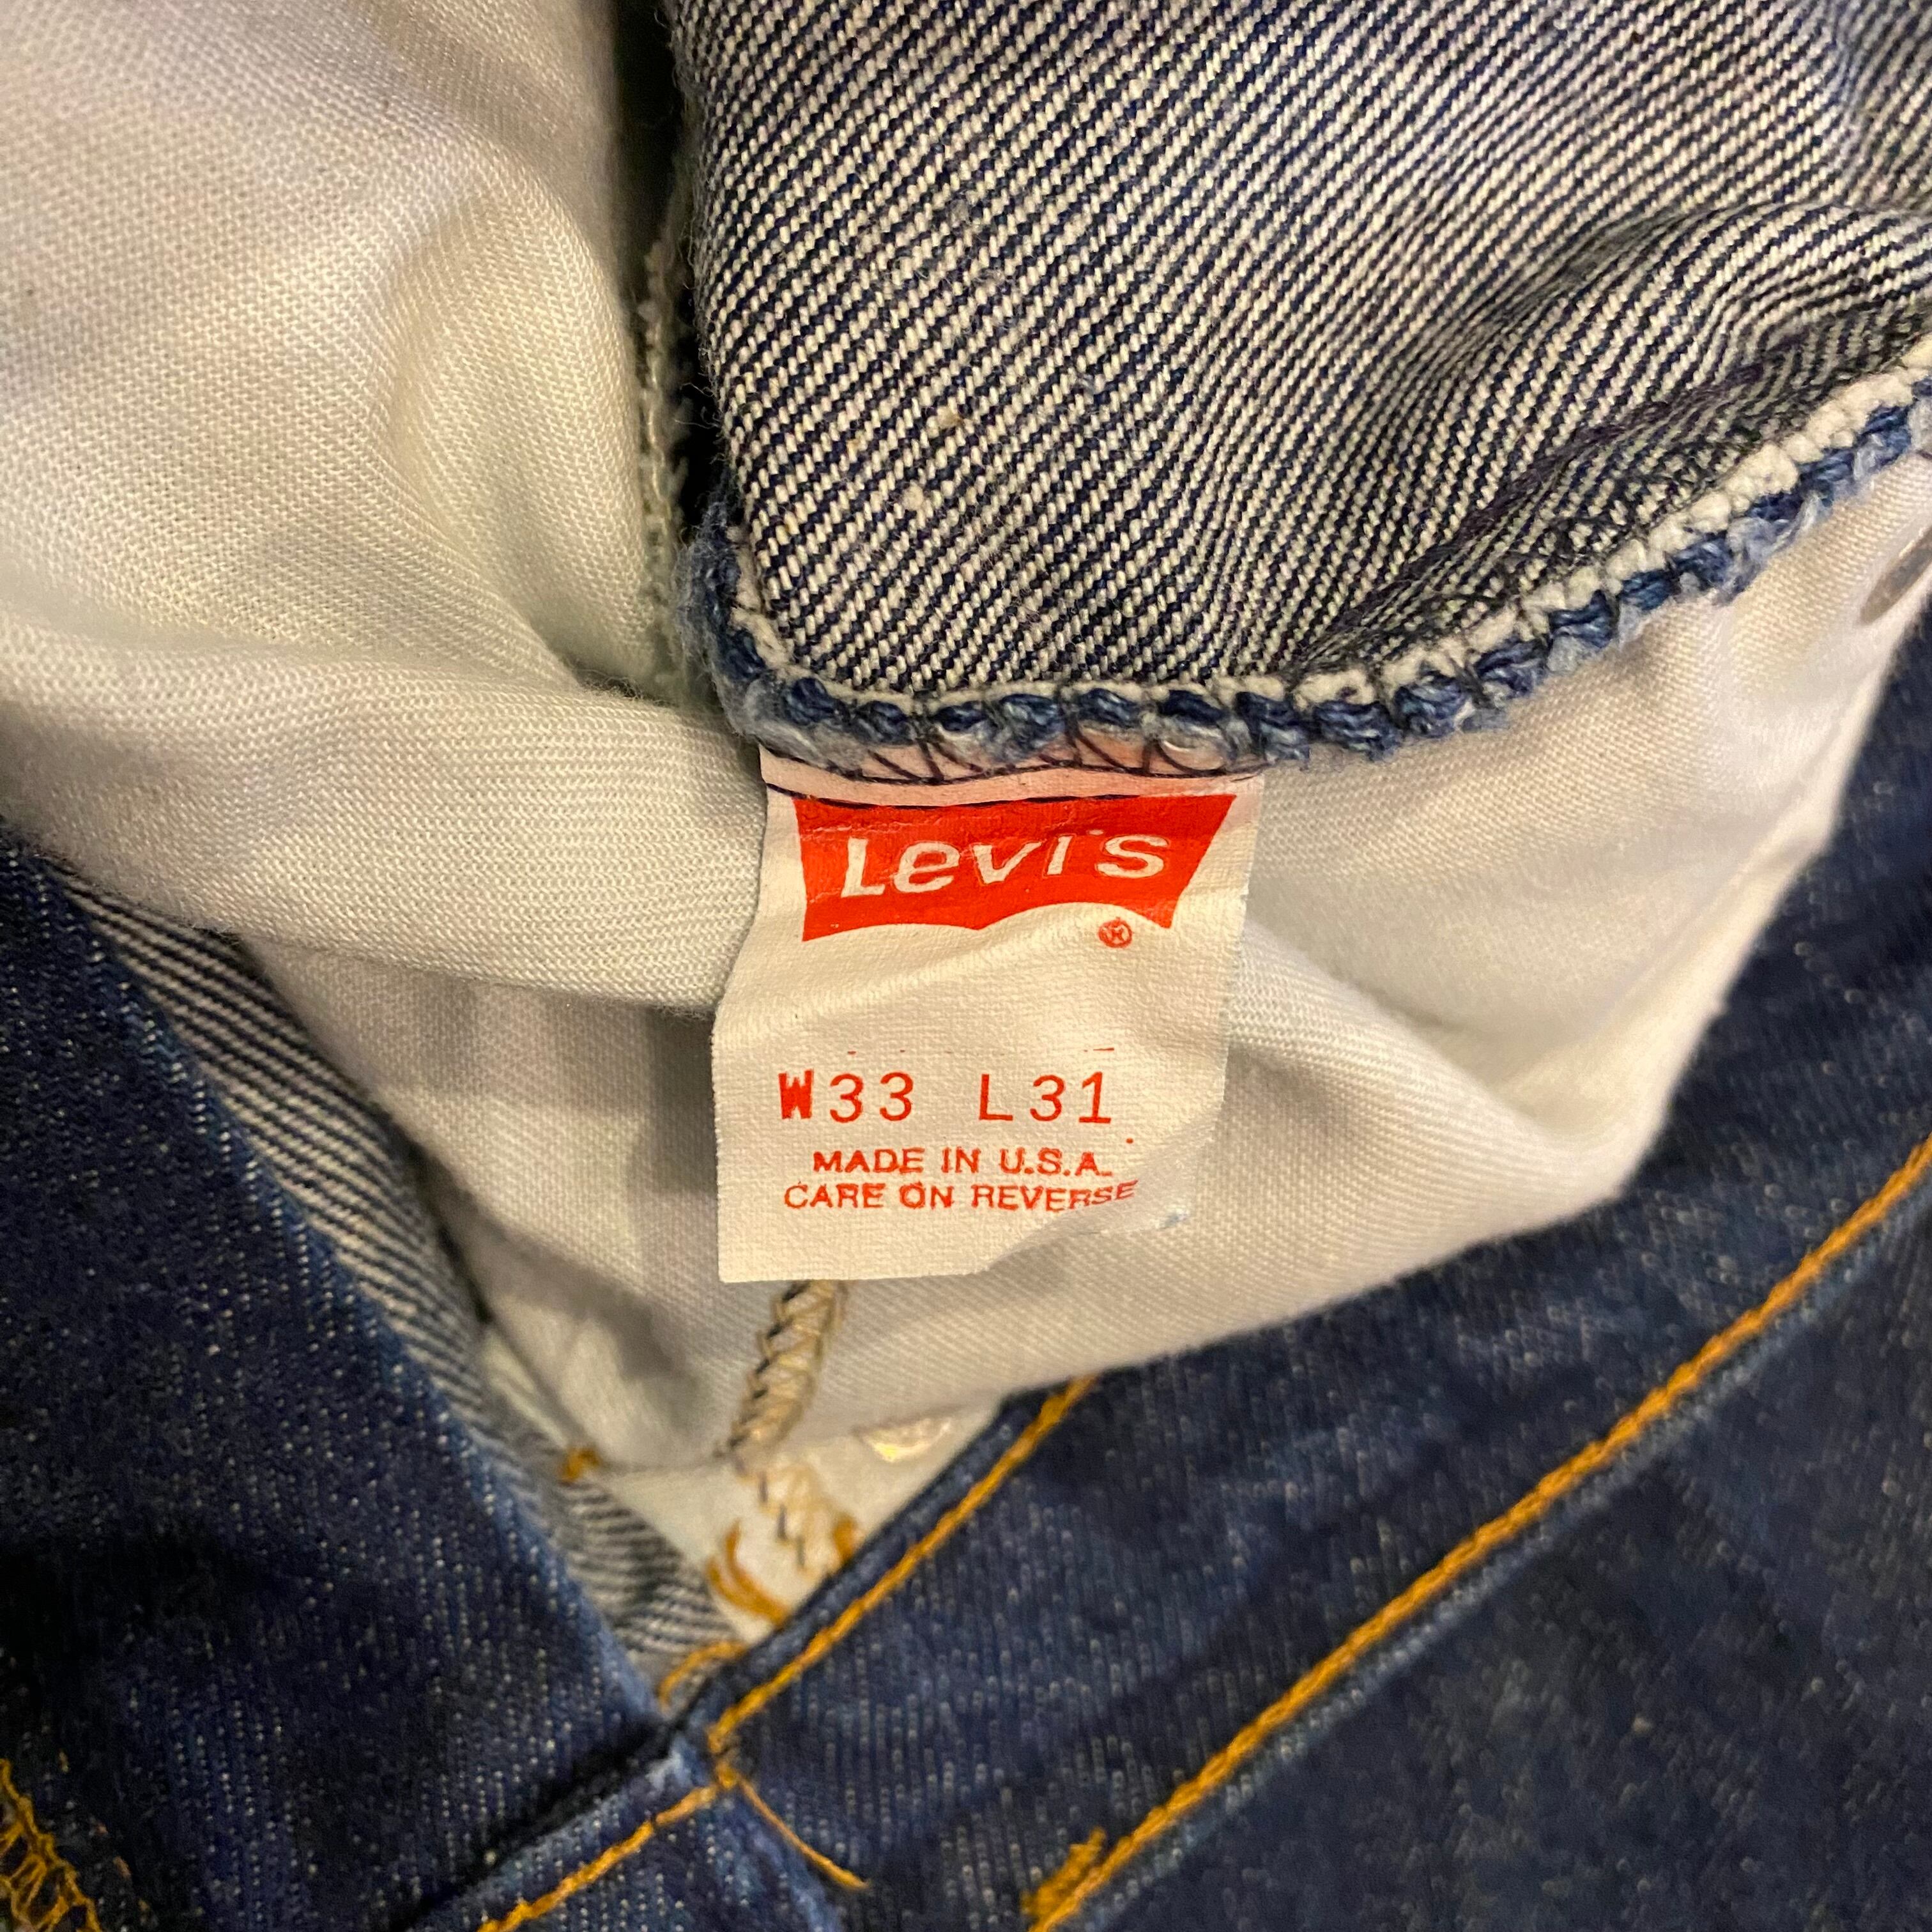 Levi's
®
W33 L31
MADE IN U.S.A.
CARE ON REVERSE